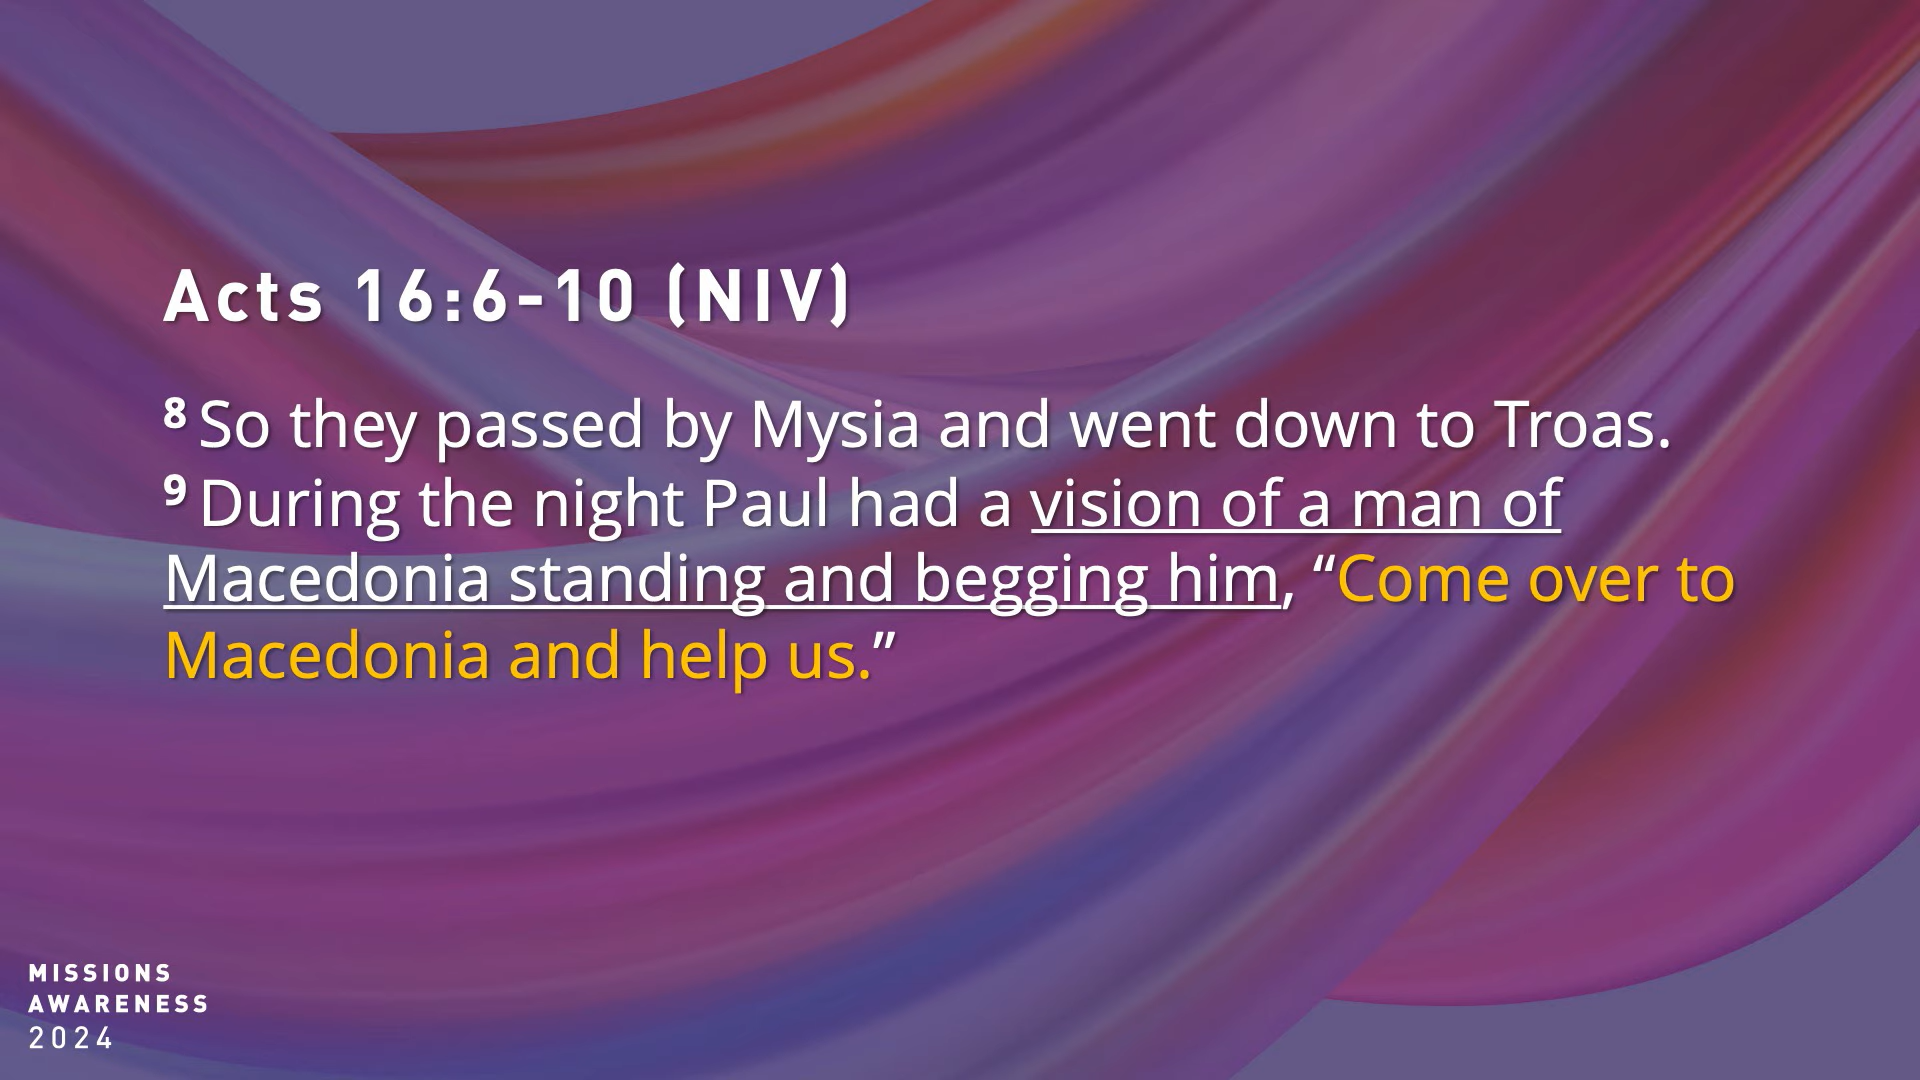 Acts 16:6-10 (NIV)
8 So they passed by Mysia and went down to Troas.
9 During the night Paul had a vision of a man of
Macedonia standing and begging him, “Come over to
Macedonia and help us.”
MISSIONS
AWARENESS
2024